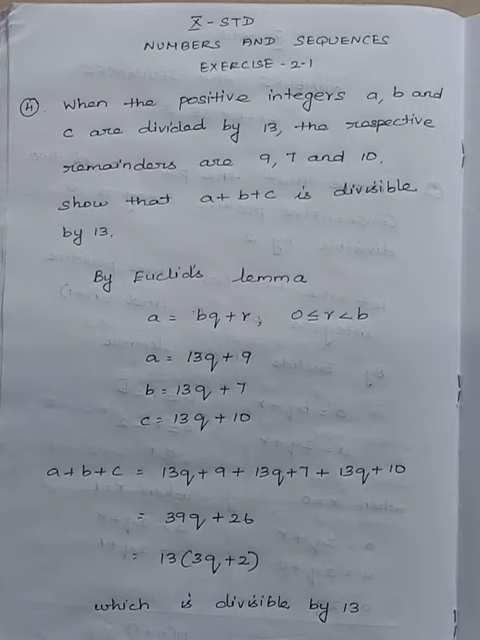 X-STD
NUMBERS AND SEQUENCES
EXERCISE-2-1
4) When the positive integers a, b and
c are divided by 13, the respective
remainders are 9, 7 and 10.
show that a+b+c is divisible
by 13.
By Euclid's lemma
a = bq+r, 0≤r<b
a = 13q+9
b = 13q+7
c = 13q+10
a+b+c = 13q+9+13q+7+13q+10
= 39q+26
= 13(3q+2)
which is divisible by 13